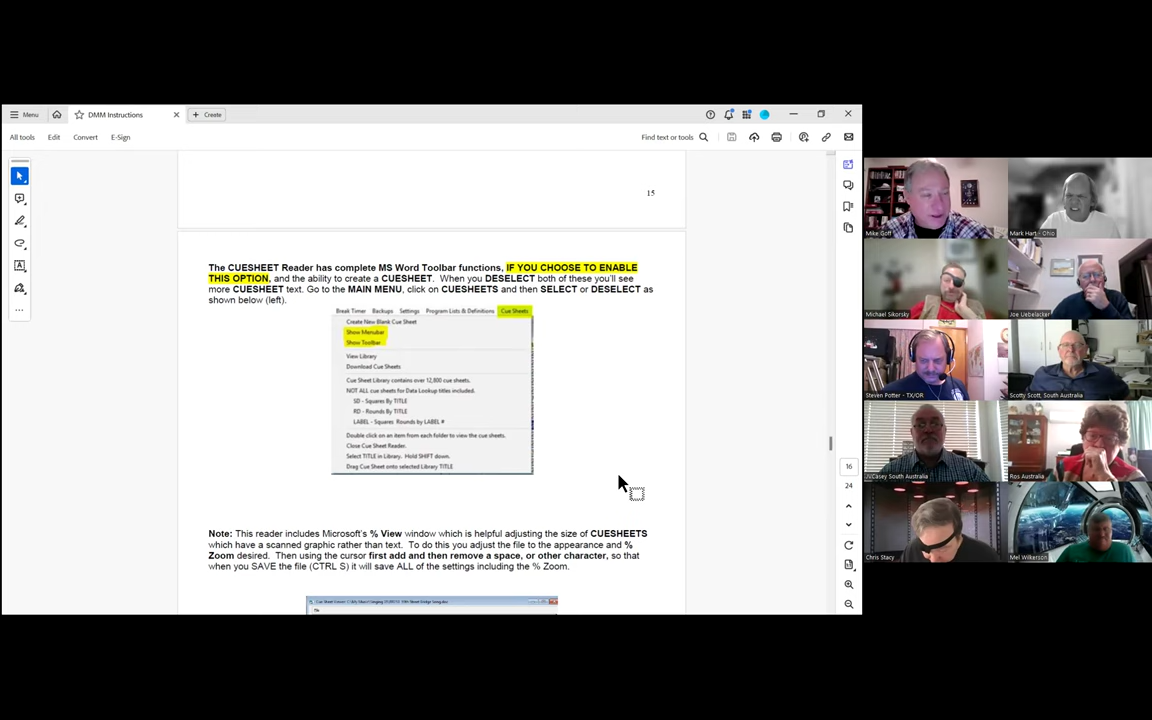 Menu
DMM Instructions
Create
All tools
Edit
Convert
E-Sign
Find text or tools
15
The CUESHEET Reader has complete MS Word Toolbar functions, IF YOU CHOOSE TO ENABLE
THIS OPTION, and the ability to create a CUESHEET. When you DESELECT both of these you'll see
more CUESHEET text. Go to the MAIN MENU, click on CUESHEETS and then SELECT or DESELECT as
shown below (left).
Break Timer Backups Settings Program Lists & Definitions Cue Sheets
Create New Blank Cue Sheet
Show Menubar
Show Toolbar
View Library
Download Cue Sheets
Cue Sheet Library contains over 12,800 cue sheets.
NOT ALL cue sheets for Data Lookup titles included.
SD - Squares By TITLE
RD - Rounds By TITLE
LABEL - Squares Rounds by LABEL #
Double click on an item from each folder to view the cue sheets.
Close Cue Sheet Reader.
Select TITLE in Library. Hold SHIFT down.
Drag Cue Sheet onto selected Library TITLE
Note: This reader includes Microsoft's % View window which is helpful adjusting the size of CUESHEETS
which have a scanned graphic rather than text. To do this you adjust the file to the appearance and %
Zoom desired. Then using the cursor first add and then remove a space, or other character, so that
when you SAVE the file (CTRL S) it will save ALL of the settings including the % Zoom.
File
16
24
Mike Goff
Mark Hart - Ohio
Michael Sikorsky
Joe Uebelacker
Steven Potter - TX/OR
Scotty Scott, South Australia
Casey South Australia
Ros Australia
Chris Stacy
Mel Wilkerson